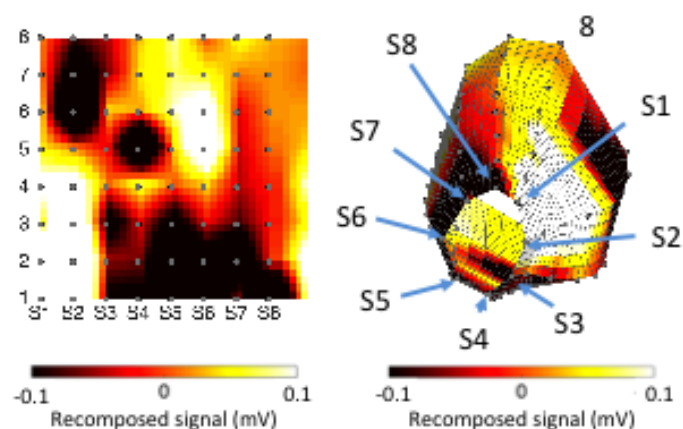 8
7
6
5
4
3
2
1
S1 S2 S3 S4 S5 S6 S7 S8
-0.1 0 0.1
Recomposed signal (mV)
8
S8
S1
S7
S6
S2
S5
S3
S4
-0.1 0 0.1
Recomposed signal (mV)